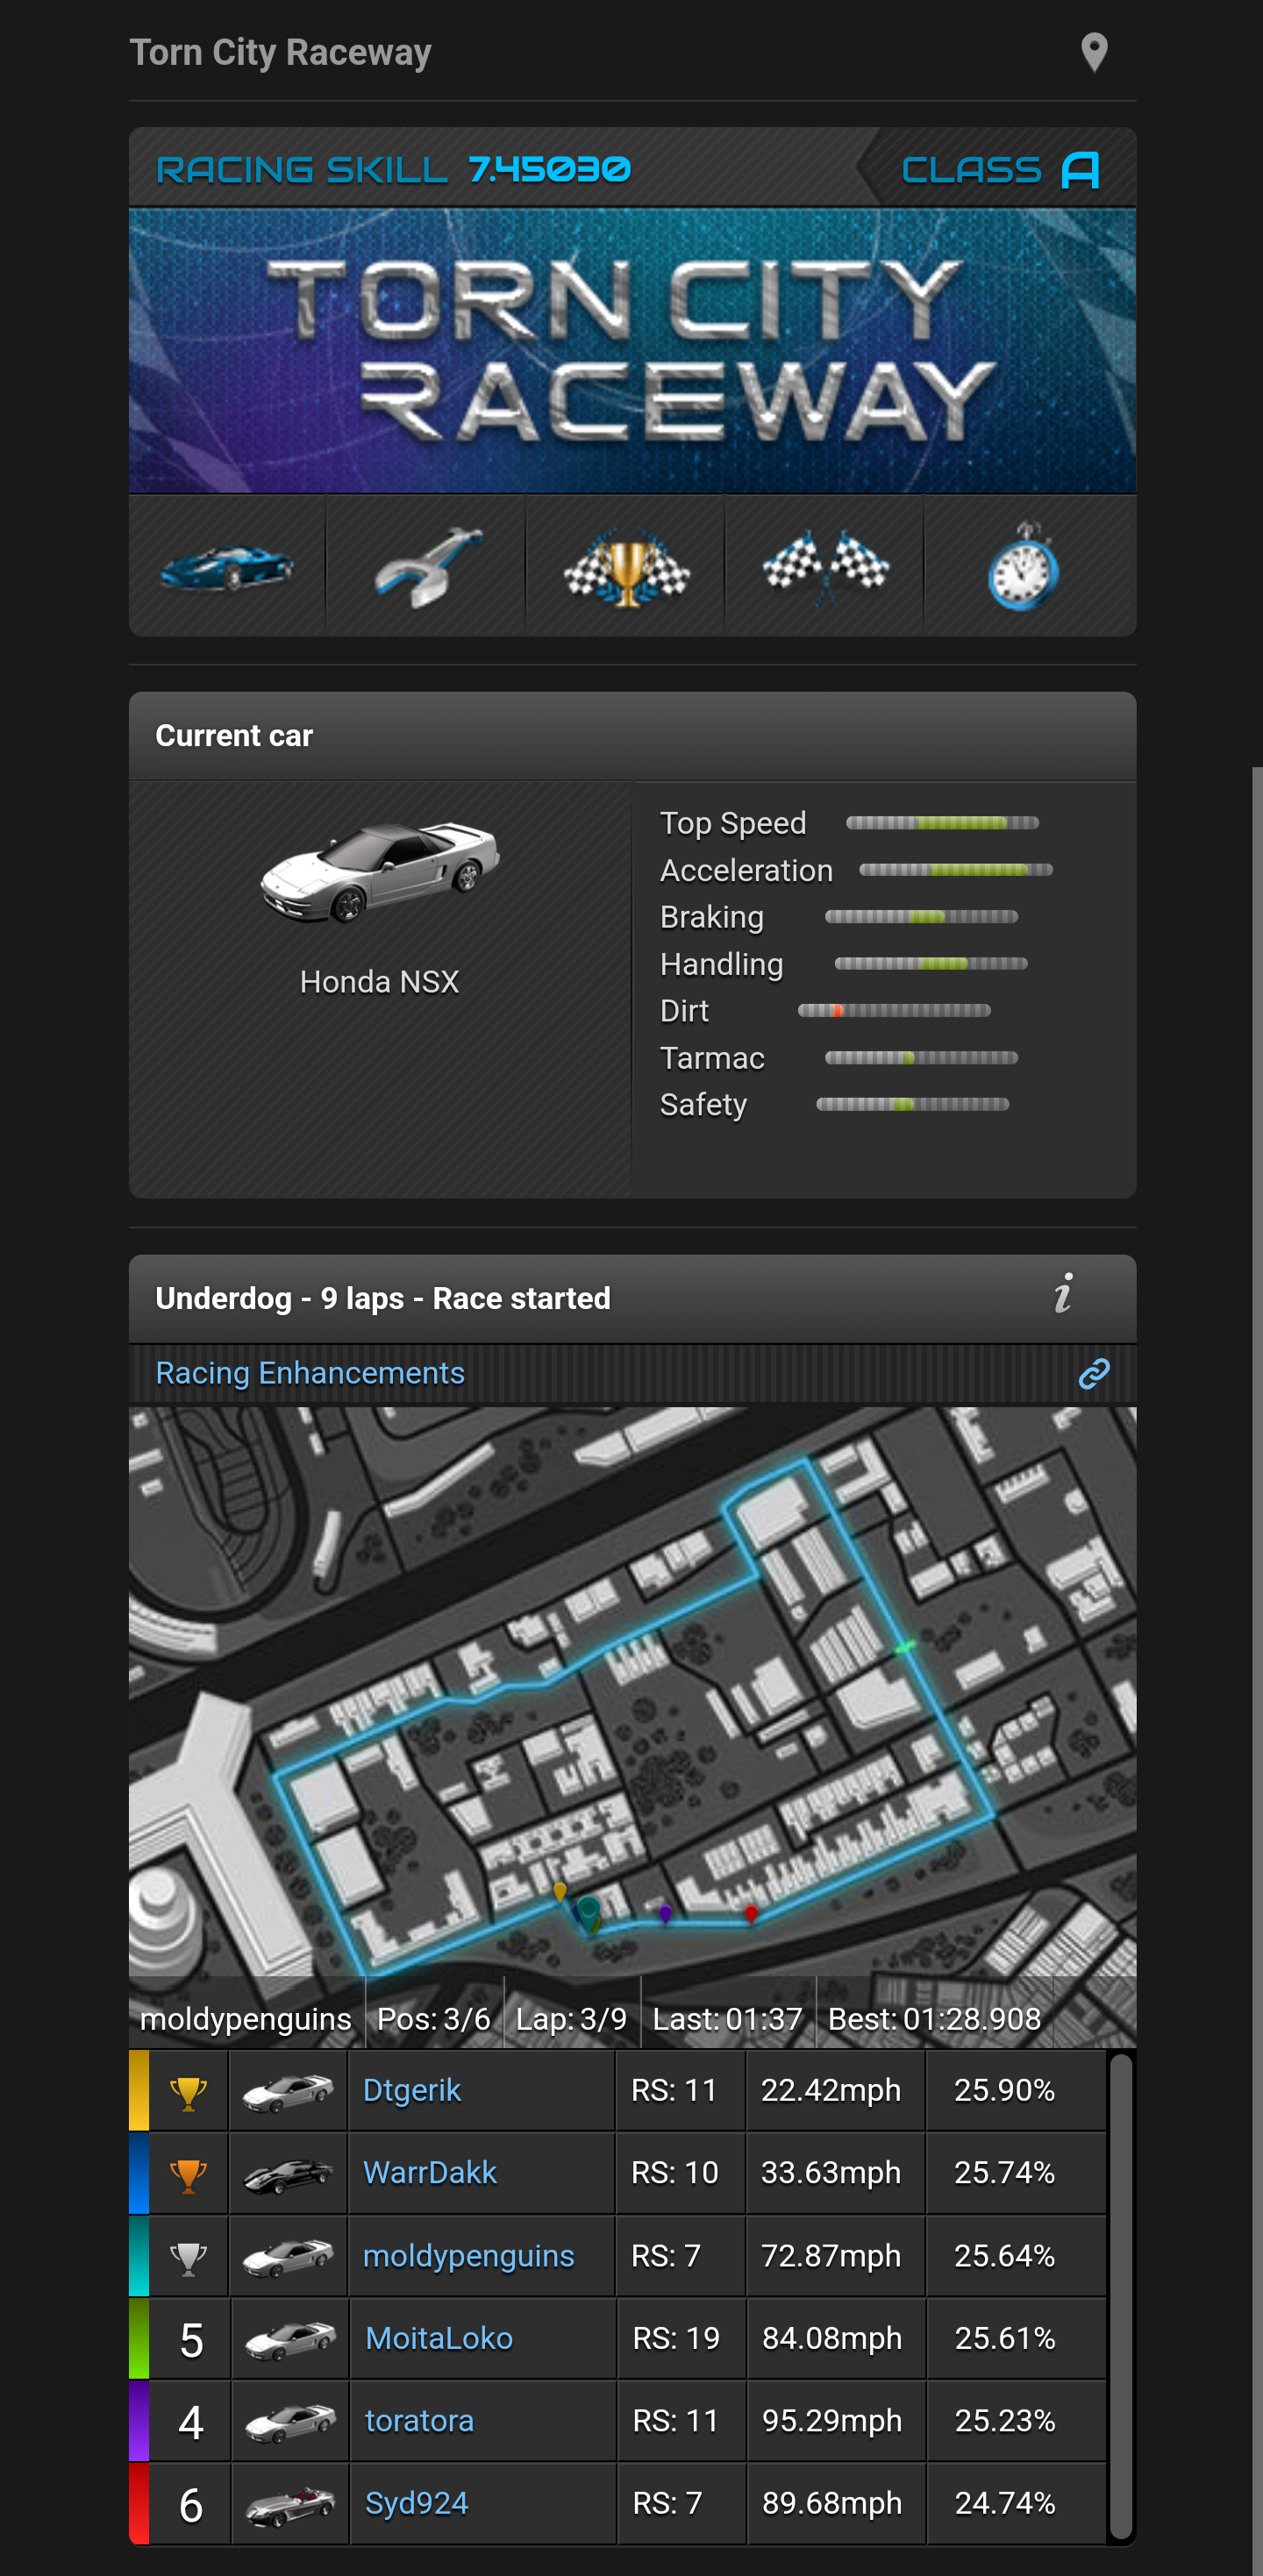 Torn City Raceway
RACING SKILL 7.45030 CLASS A
TORN CITY
RACEWAY
Current car
Honda NSX
Top Speed
Acceleration
Braking
Handling
Dirt
Tarmac
Safety
Underdog - 9 laps - Race started
Racing Enhancements
moldypenguins Pos: 3/6 Lap: 3/9 Last: 01:37 Best: 01:28.908
Dtgerik RS: 11 22.42mph 25.90%
WarrDakk RS: 10 33.63mph 25.74%
moldypenguins RS: 7 72.87mph 25.64%
5 MoitaLoko RS: 19 84.08mph 25.61%
4 toratora RS: 11 95.29mph 25.23%
6 Syd924 RS: 7 89.68mph 24.74%